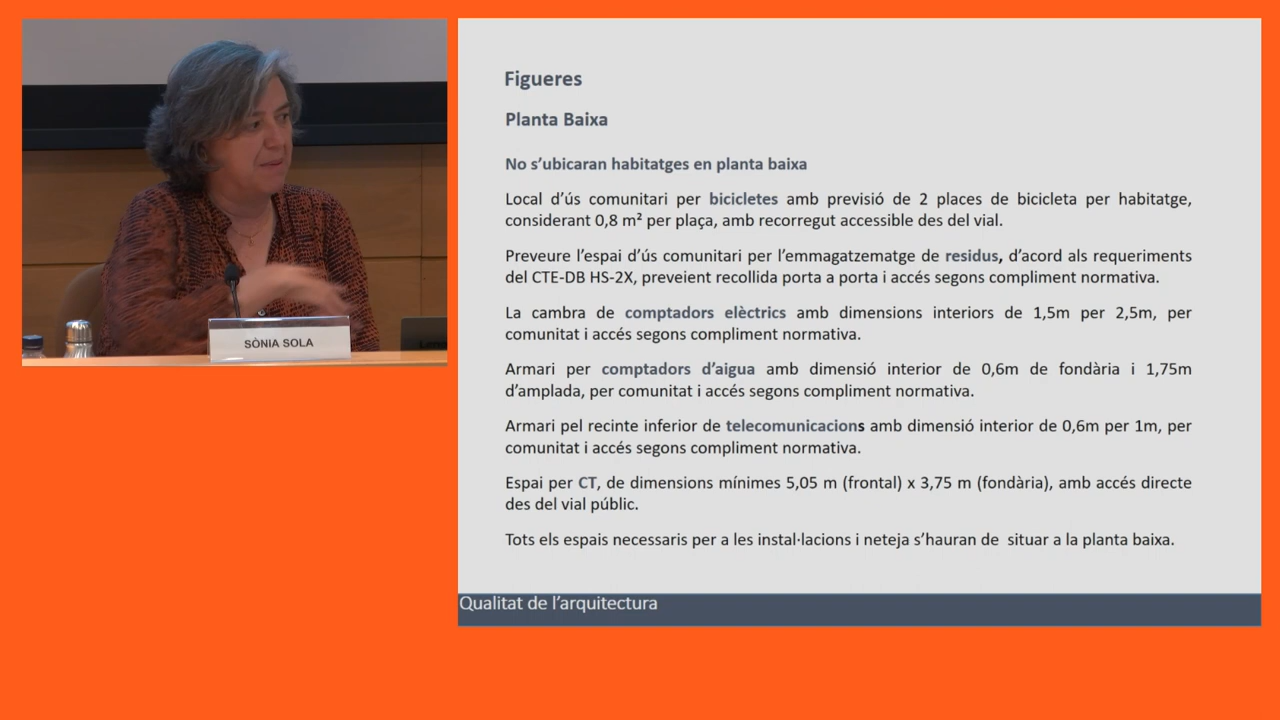 SÒNIA SOLA
Figueres
Planta Baixa
No s’ubicaran habitatges en planta baixa
Local d’ús comunitari per bicicletes amb previsió de 2 places de bicicleta per habitatge,
considerant 0,8 m² per plaça, amb recorregut accessible des del vial.
Preveure l’espai d’ús comunitari per l’emmagatzematge de residus, d’acord als requeriments
del CTE-DB HS-2X, preveient recollida porta a porta i accés segons compliment normativa.
La cambra de comptadors elèctrics amb dimensions interiors de 1,5m per 2,5m, per
comunitat i accés segons compliment normativa.
Armari per comptadors d’aigua amb dimensió interior de 0,6m de fondària i 1,75m
d’amplada, per comunitat i accés segons compliment normativa.
Armari pel recinte inferior de telecomunicacions amb dimensió interior de 0,6m per 1m, per
comunitat i accés segons compliment normativa.
Espai per CT, de dimensions mínimes 5,05 m (frontal) x 3,75 m (fondària), amb accés directe
des del vial públic.
Tots els espais necessaris per a les instal·lacions i neteja s’hauran de  situar a la planta baixa.
Qualitat de l’arquitectura